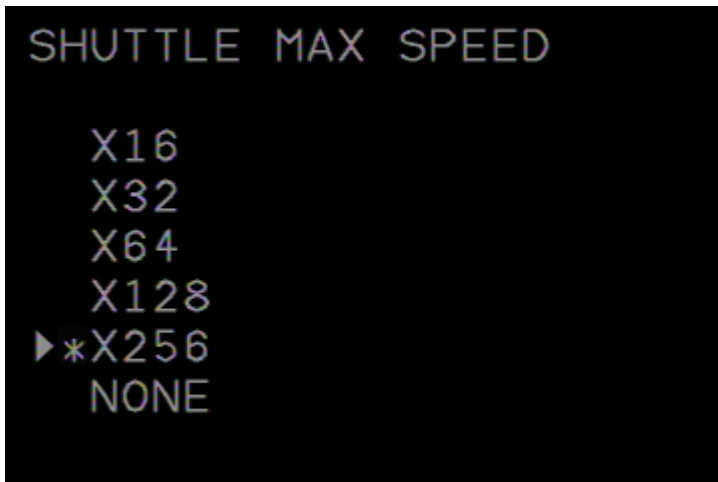 SHUTTLE MAX SPEED
X16
X32
X64
X128
▶*X256
NONE